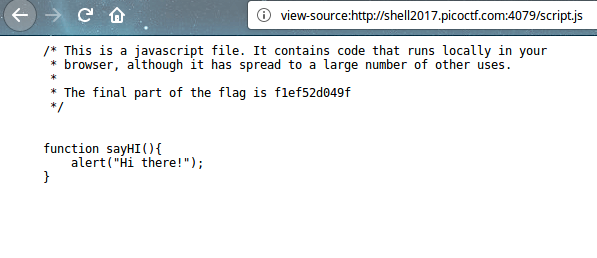 view-source:http://shell2017.picoctf.com:4079/script.js
/* This is a javascript file. It contains code that runs locally in your
 * browser, although it has spread to a large number of other uses.
 *
 * The final part of the flag is f1ef52d049f
 */
function sayHI(){
    alert("Hi there!");
}